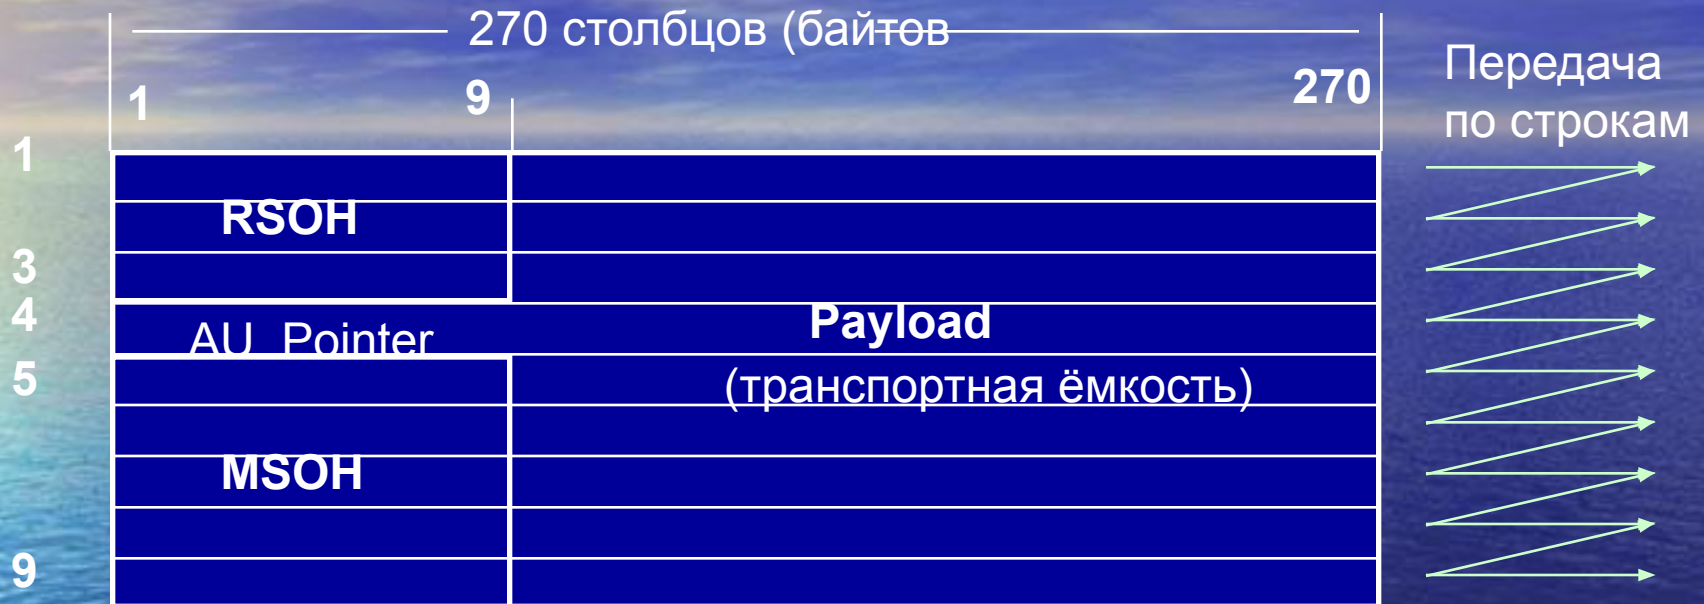 270 столбцов (байтов
1 9 270
Передача
по строкам
1
RSOH
3
4
AU Pointer
Payload
5
(транспортная ёмкость)
MSOH
9